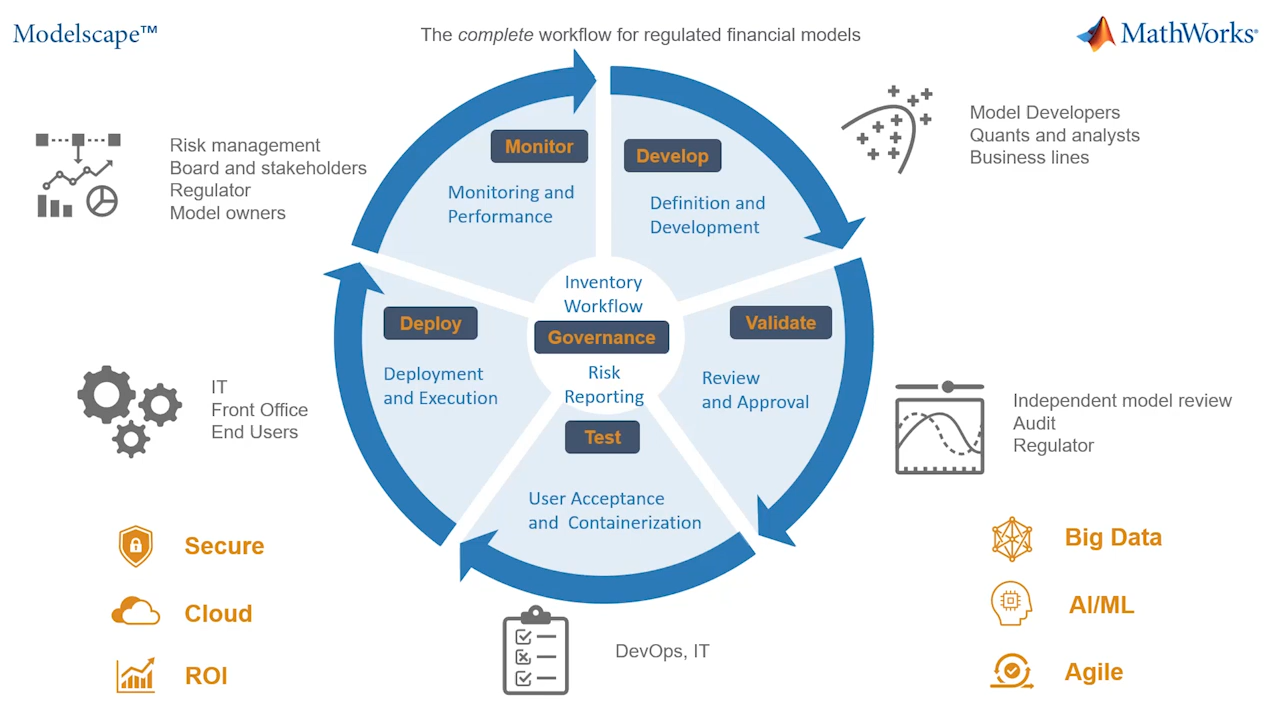 Modelscape™
The complete workflow for regulated financial models
MathWorks®
Risk management
Board and stakeholders
Regulator
Model owners
Monitor
Monitoring and
Performance
Develop
Definition and
Development
Model Developers
Quants and analysts
Business lines
Inventory
Workflow
Governance
Risk
Reporting
Deploy
Deployment
and Execution
Validate
Review
and Approval
IT
Front Office
End Users
Independent model review
Audit
Regulator
Test
User Acceptance
and  Containerization
Secure
Cloud
ROI
DevOps, IT
Big Data
AI/ML
Agile